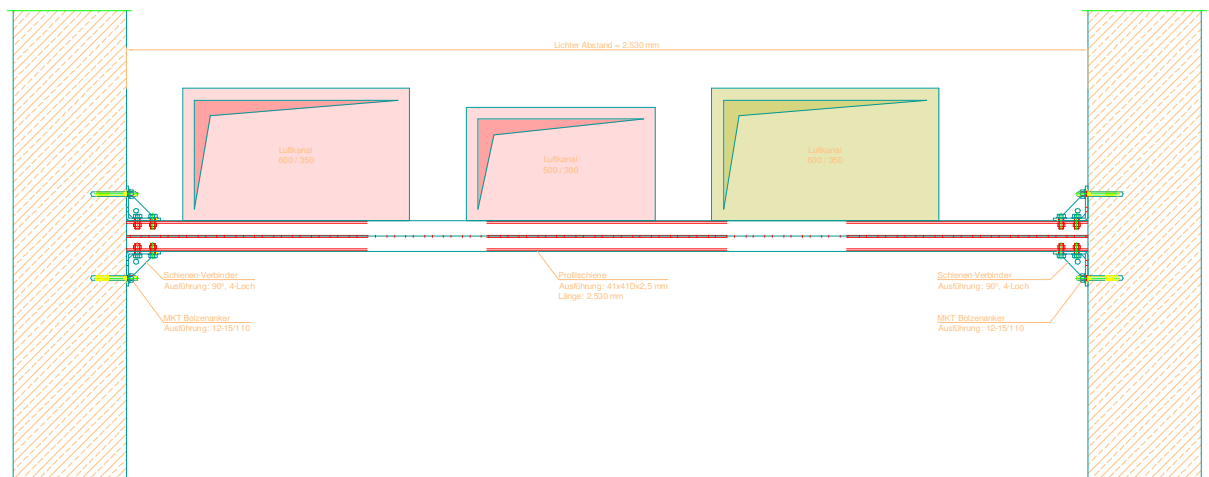 Lichter Abstand = 2.530 mm
Luftkanal
600 / 350
Luftkanal
500 / 300
Luftkanal
600 / 350
Schienen-Verbinder
Ausführung: 90°, 4-Loch
Profilschiene
Ausführung: 41x41Dx2,5 mm
Länge: 2.530 mm
Schienen-Verbinder
Ausführung: 90°, 4-Loch
MKT Bolzenanker
Ausführung: 12-15/110
MKT Bolzenanker
Ausführung: 12-15/110